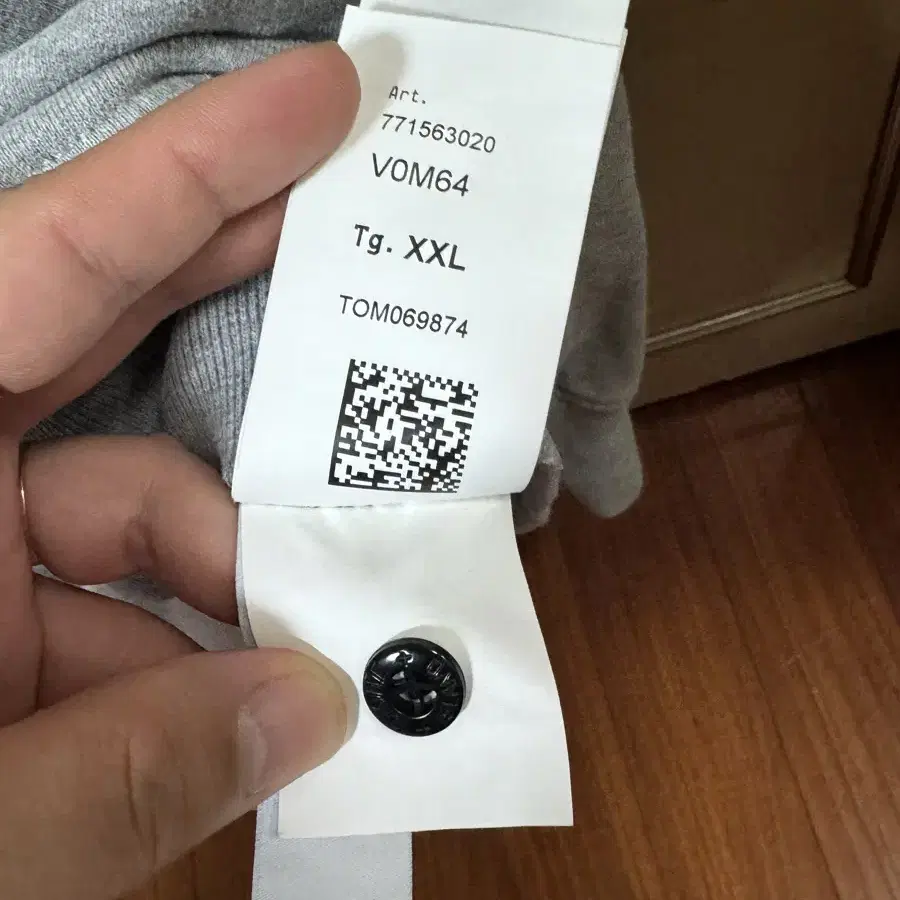 Art.
771563020
V0M64
Tg. XXL
TOM069874